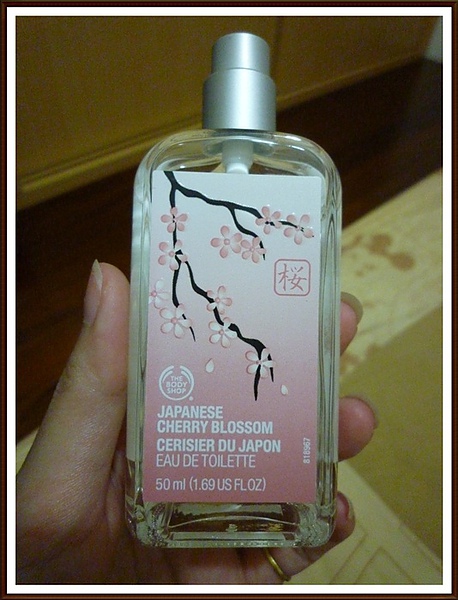 桜
THE
BODY
SHOP
JAPANESE
CHERRY BLOSSOM
CERISIER DU JAPON
EAU DE TOILETTE
50 ml (1.69 US FL OZ)
818967